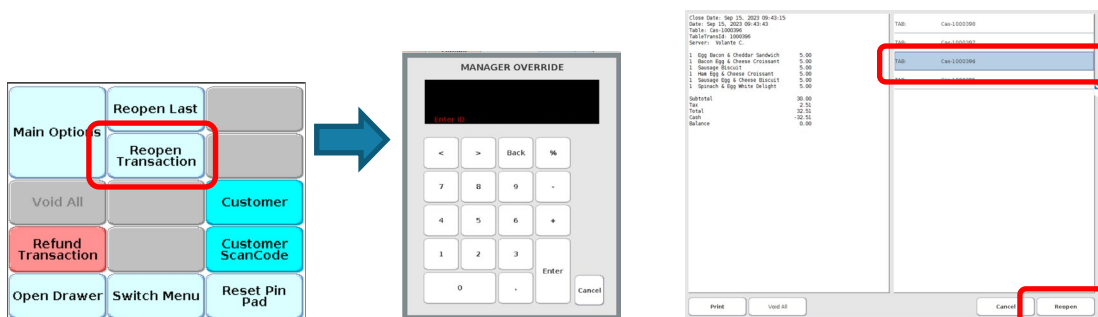 Reopen Last
Main Options
Reopen
Transaction
Void All
Customer
Refund
Transaction
Customer
ScanCode
Open Drawer
Switch Menu
Reset Pin
Pad
MANAGER OVERRIDE
Enter ID
< > Back %
7 8 9 -
4 5 6 +
1 2 3
Enter
0 .
Cancel
Close Date: Sep 15, 2023 09:43:15
Date: Sep 15, 2023 09:43:43
Table: Cas-1000396
TableTransId: 1000396
Server: Volante C.
1 Egg Bacon & Cheddar Sandwich 5.00
1 Bacon Egg & Cheese Croissant 5.00
1 Sausage Biscuit 5.00
1 Ham Egg & Cheese Croissant 5.00
1 Sausage Egg & Cheese Biscuit 5.00
1 Spinach & Egg White Delight 5.00
Subtotal 30.00
Tax 2.51
Total 32.51
Cash -32.51
Balance 0.00
TAB: Cas-1000398
TAB: Cas-1000397
TAB: Cas-1000396
Print
Void All
Cancel
Reopen